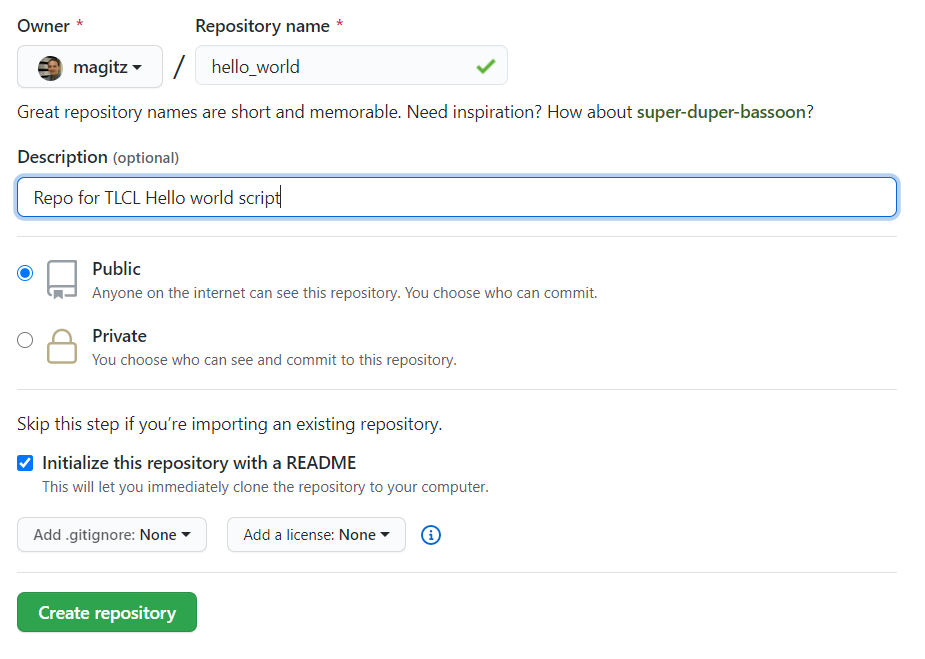 Owner * Repository name *
magitz / hello_world
Great repository names are short and memorable. Need inspiration? How about super-duper-bassoon?
Description (optional)
Repo for TLCL Hello world script
Public
Anyone on the internet can see this repository. You choose who can commit.
Private
You choose who can see and commit to this repository.
Skip this step if you’re importing an existing repository.
Initialize this repository with a README
This will let you immediately clone the repository to your computer.
Add .gitignore: None Add a license: None
Create repository